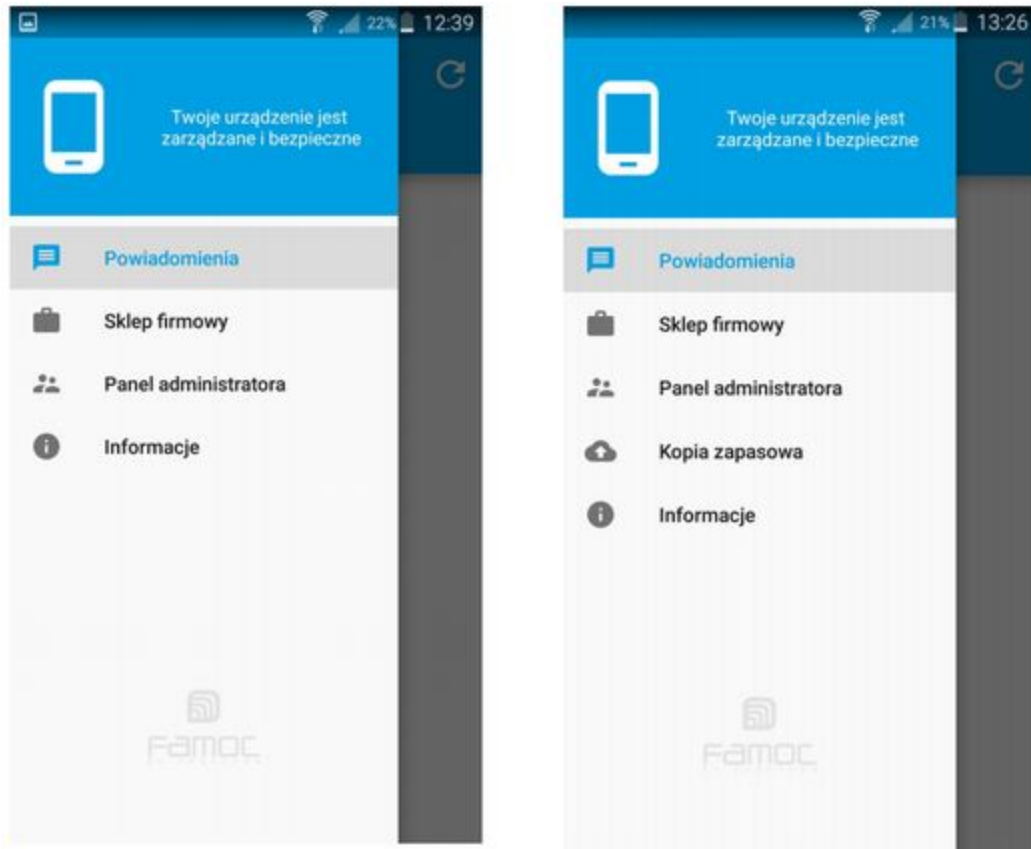 22% 12:39
Twoje urządzenie jest
zarządzane i bezpieczne
Powiadomienia
Sklep firmowy
Panel administratora
Informacje
Famoc
21% 13:26
Twoje urządzenie jest
zarządzane i bezpieczne
Powiadomienia
Sklep firmowy
Panel administratora
Kopia zapasowa
Informacje
Famoc